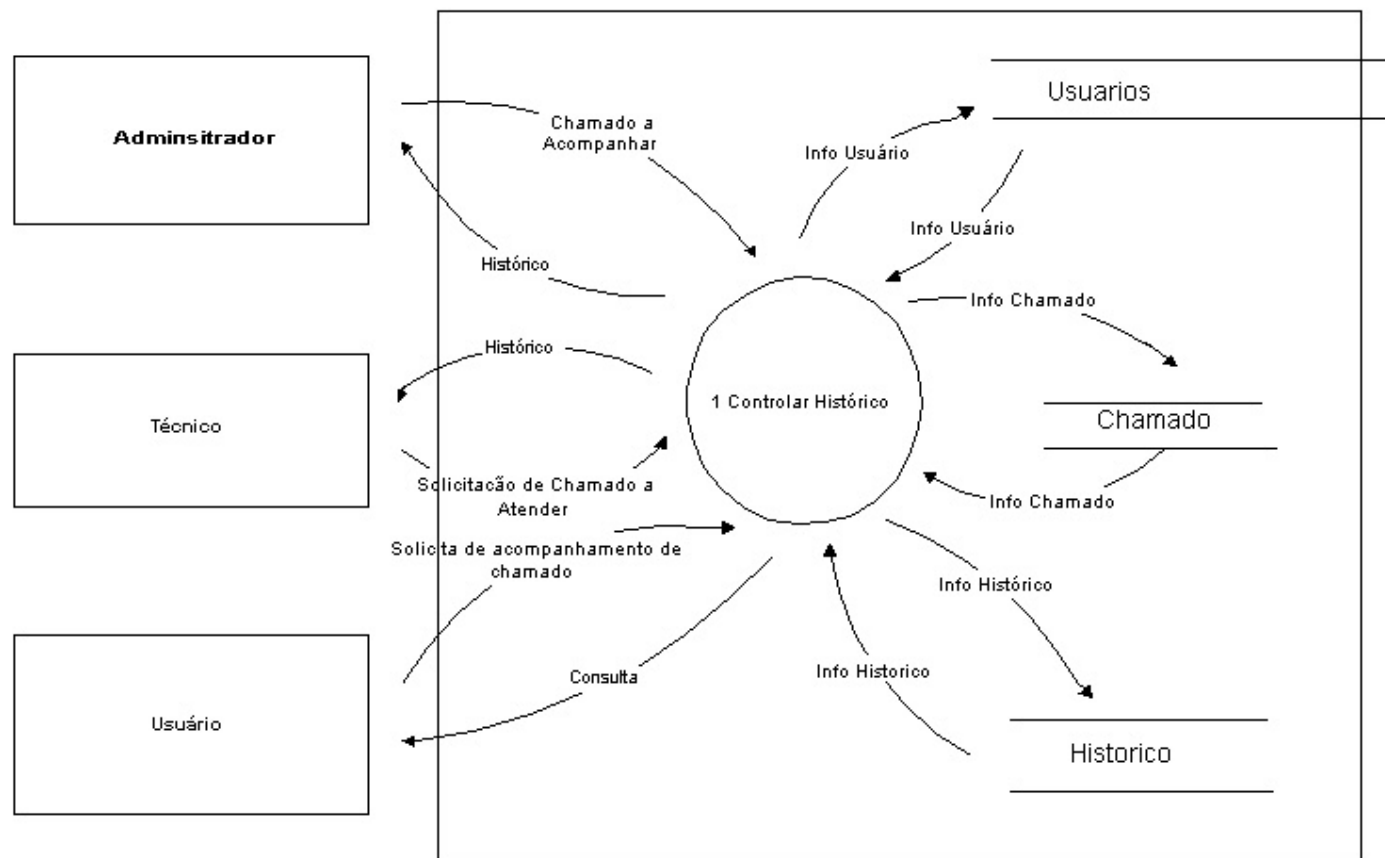 Adminsitrador
Chamado a
Acompanhar
Histórico
Usuarios
Info Usuário
Info Usuário
Info Chamado
Histórico
Técnico
1 Controlar Histórico
Chamado
Info Chamado
Solicitacão de Chamado a
Atender
Solicita de acompanhamento de
chamado
Info Histórico
Info Historico
Consulta
Usuário
Historico